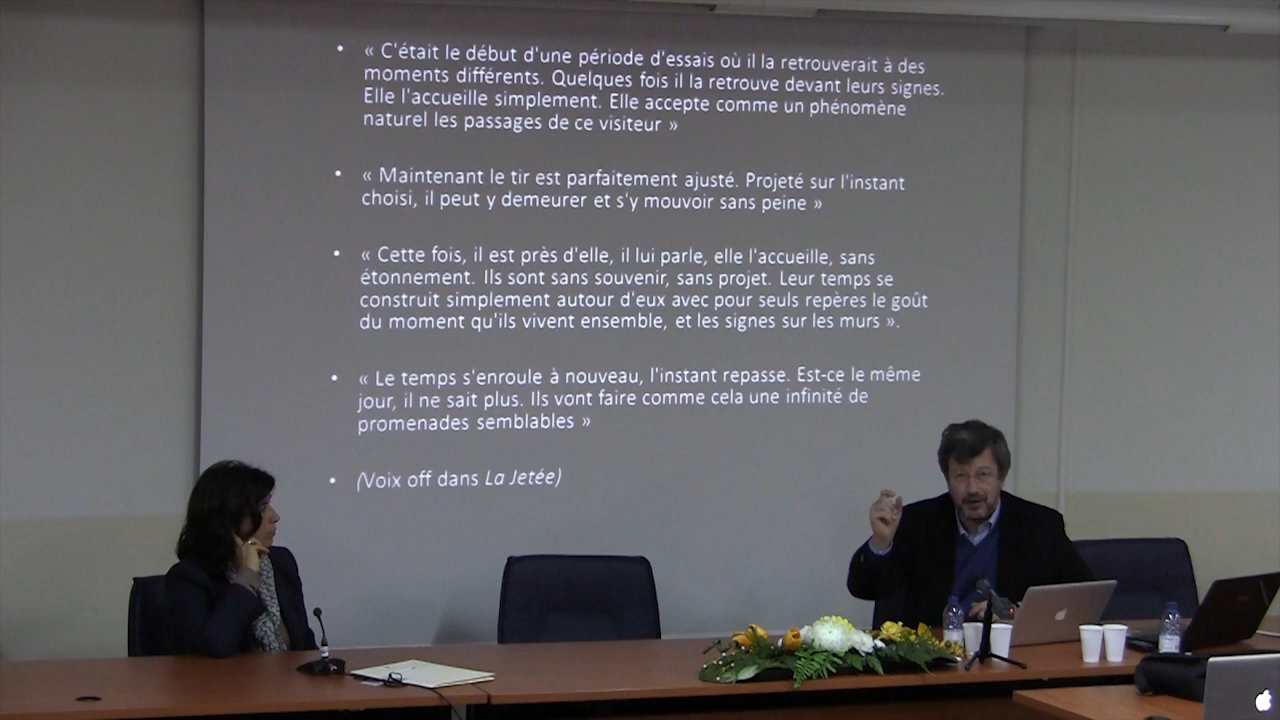 • « C'était le début d'une période d'essais où il la retrouverait à des
moments différents. Quelques fois il la retrouve devant leurs signes.
Elle l'accueille simplement. Elle accepte comme un phénomène
naturel les passages de ce visiteur »
• « Maintenant le tir est parfaitement ajusté. Projeté sur l'instant
choisi, il peut y demeurer et s'y mouvoir sans peine »
• « Cette fois, il est près d'elle, il lui parle, elle l'accueille, sans
étonnement. Ils sont sans souvenir, sans projet. Leur temps se
construit simplement autour d'eux avec pour seuls repères le goût
du moment qu'ils vivent ensemble, et les signes sur les murs ».
• « Le temps s'enroule à nouveau, l'instant repasse. Est-ce le même
jour, il ne sait plus. Ils vont faire comme cela une infinité de
promenades semblables »
• (Voix off dans La Jetée)